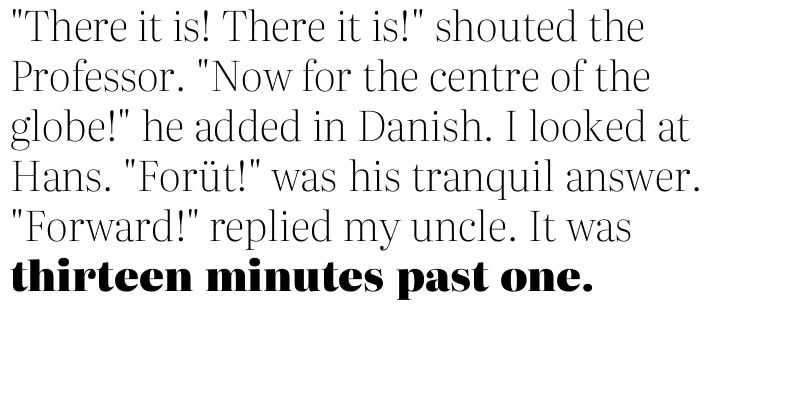 "There it is! There it is!" shouted the
Professor. "Now for the centre of the
globe!" he added in Danish. I looked at
Hans. "Forüt!" was his tranquil answer.
"Forward!" replied my uncle. It was
thirteen minutes past one.